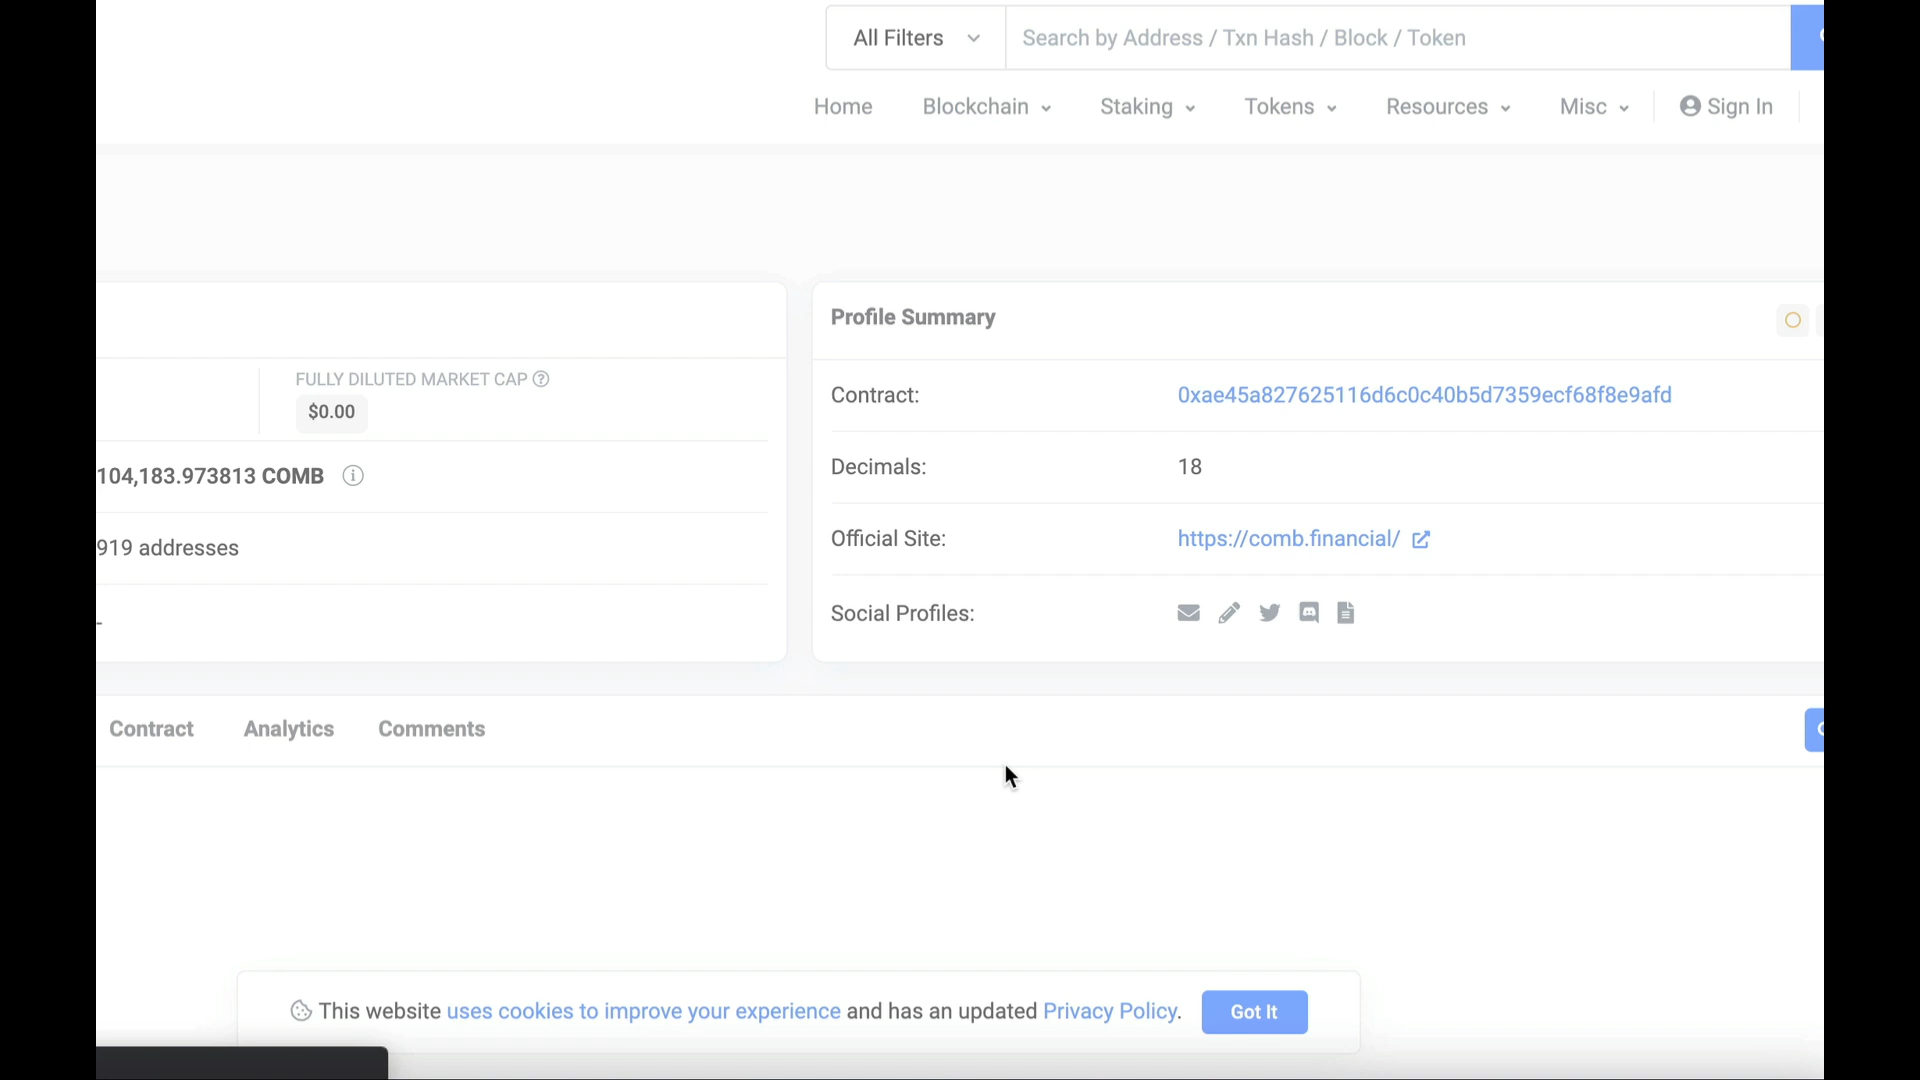 All Filters Search by Address / Txn Hash / Block / Token
Home Blockchain Staking Tokens Resources Misc Sign In
Profile Summary
FULLY DILUTED MARKET CAP
$0.00
Contract: 0xae45a827625116d6c0c40b5d7359ecf68f8e9afd
104,183.973813 COMB
Decimals: 18
919 addresses
Official Site: https://comb.financial/
-
Social Profiles:
Contract Analytics Comments
This website uses cookies to improve your experience and has an updated Privacy Policy. Got It